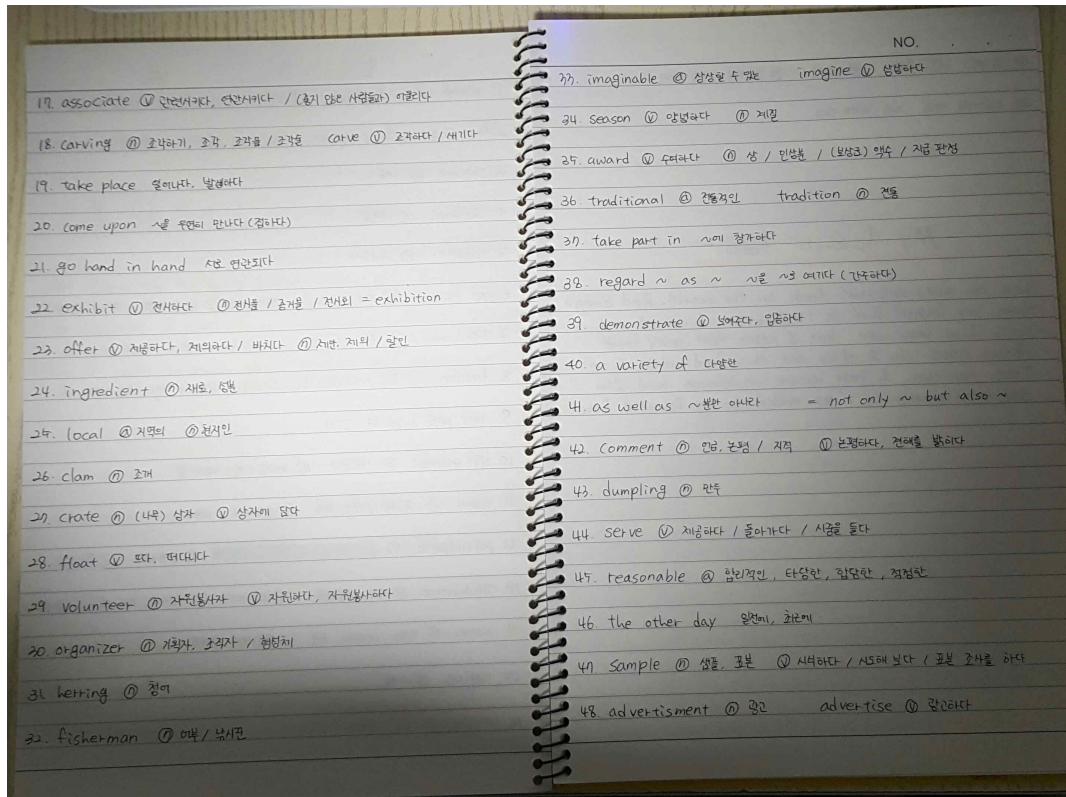 17. associate ⓥ 관련시키다, 연관시키다 / (좋지 않은 사람들과) 어울리다
18. carving ⓝ 조각하기, 조각, 조각물 / 조각술 carve ⓥ 조각하다 / 새기다
19. take place 일어나다, 발생하다
20. come upon ~을 우연히 만나다 (접하다)
21. go hand in hand 서로 연관되다
22. exhibit ⓥ 전시하다 ⓝ 전시물 / 증거물 / 전시회 = exhibition
23. offer ⓥ 제공하다, 제의하다 / 바치다 ⓝ 제안, 제의 / 할인
24. ingredient ⓝ 재료, 성분
25. local ⓐ 지역의 ⓝ 현지인
26. clam ⓝ 조개
27. crate ⓝ (나무) 상자 ⓥ 상자에 담다
28. float ⓥ 뜨다, 떠다니다
29. volunteer ⓝ 자원봉사자 ⓥ 자원하다, 자원봉사하다
30. organizer ⓝ 기획자, 조직자 / 형성체
31. herring ⓝ 청어
32. fisherman ⓝ 어부 / 낚시꾼
NO. . .
33. imaginable ⓐ 상상할 수 있는 imagine ⓥ 상상하다
34. season ⓥ 양념하다 ⓝ 계절
35. award ⓥ 수여하다 ⓝ 상 / 인상분 / (보상금) 액수 / 지급 판정
36. traditional ⓐ 전통적인 tradition ⓝ 전통
37. take part in ~에 참가하다
38. regard ~ as ~ ~을 ~로 여기다 (간주하다)
39. demonstrate ⓥ 보여주다, 입증하다
40. a variety of 다양한
41. as well as ~뿐만 아니라 = not only ~ but also ~
42. comment ⓝ 언급, 논평 / 지적 ⓥ 논평하다, 견해를 밝히다
43. dumpling ⓝ 만두
44. serve ⓥ 제공하다 / 돌아가다 / 시중을 들다
45. reasonable ⓐ 합리적인, 타당한, 합당한, 적정한
46. the other day 일전에, 최근에
47. sample ⓝ 샘플, 표본 ⓥ 시식하다 / 시도해 보다 / 표본 조사를 하다
48. advertisment ⓝ 광고 advertise ⓥ 광고하다